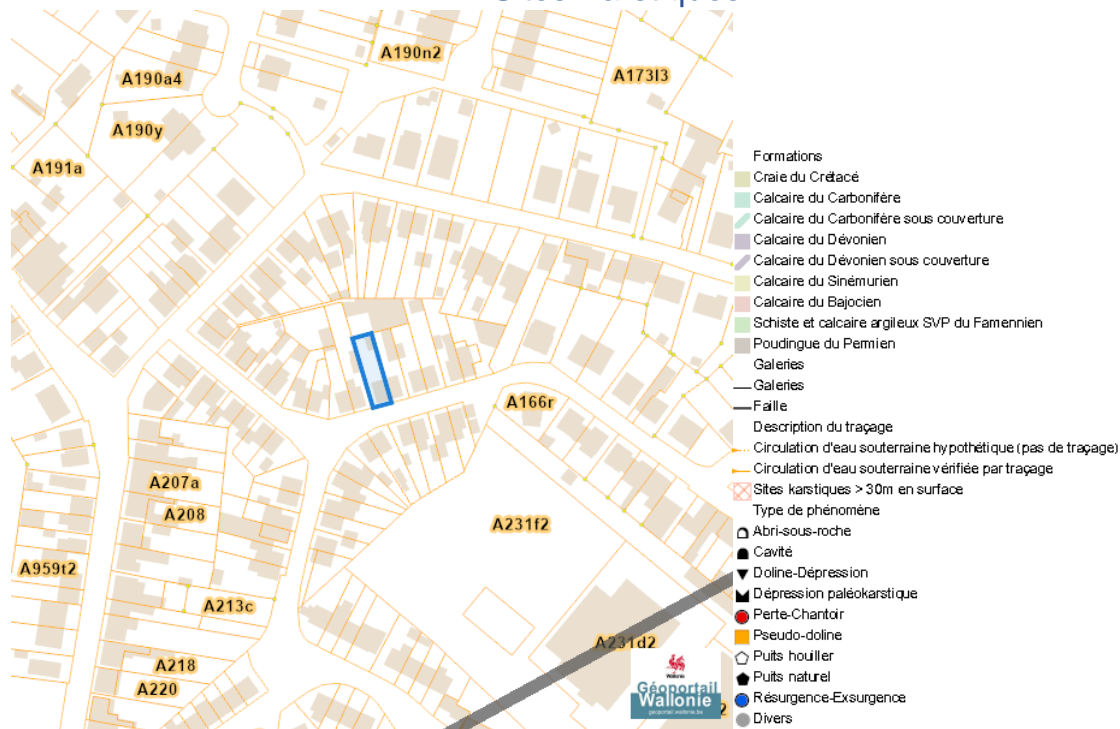 A190n2
A173l3
A190a4
A190y
A191a
A166r
A207a
A208
A231f2
A959t2
A213c
A231d2
A218
A220
Wallonie
Géoportail
Wallonie
geoportail.wallonie.be
2
Formations
Craie du Crétacé
Calcaire du Carbonifère
Calcaire du Carbonifère sous couverture
Calcaire du Dévonien
Calcaire du Dévonien sous couverture
Calcaire du Sinémurien
Calcaire du Bajocien
Schiste et calcaire argileux SVP du Famennien
Poudingue du Permien
Galeries
Galeries
Faille
Description du traçage
Circulation d'eau souterraine hypothétique (pas de traçage)
Circulation d'eau souterraine vérifiée par traçage
Sites karstiques > 30m en surface
Type de phénomène
Abri-sous-roche
Cavité
Doline-Dépression
Dépression paléokarstique
Perte-Chantoir
Pseudo-doline
Puits houiller
Puits naturel
Résurgence-Exsurgence
Divers